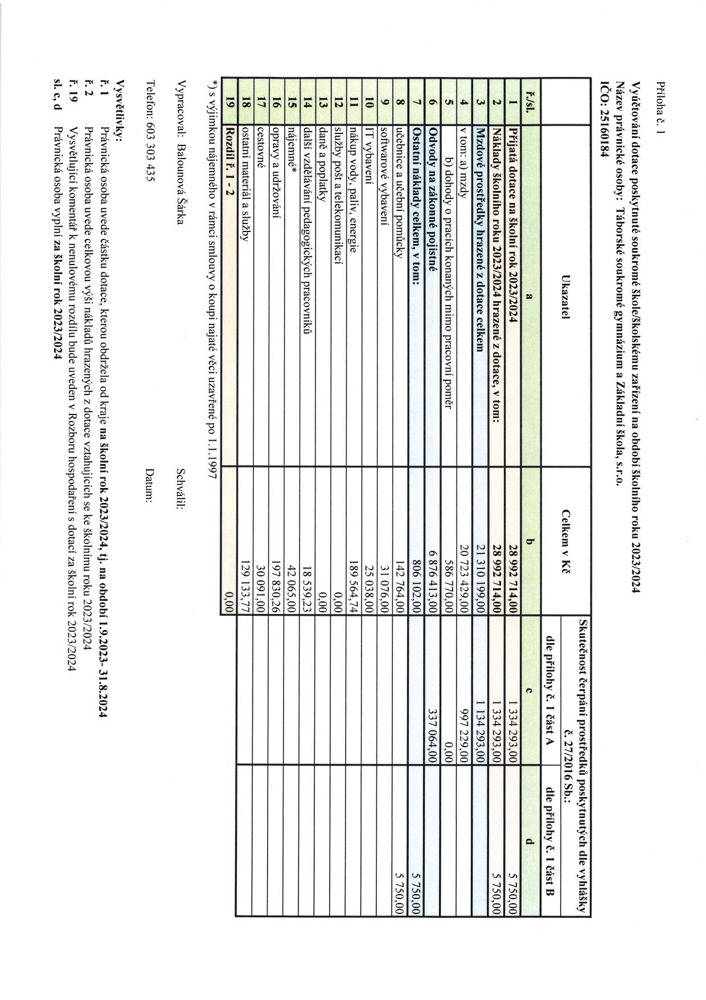 Příloha č. 1
Vyúčtování dotace poskytnuté soukromé škole/školskému zařízení na období školního roku 2023/2024
Název právnické osoby: Táborské soukromé gymnázium a Základní škola, s.r.o.
IČO: 25160184
Ukazatel Celkem v Kč Skutečnost čerpání prostředků poskytnutých dle vyhlášky
č. 27/2016 Sb.:
dle přílohy č. 1 část A dle přílohy č. 1 část B
ř./sl. a b c d
1 Přijatá dotace na školní rok 2023/2024 28 992 714,00 1 334 293,00 5 750,00
2 Náklady školního roku 2023/2024 hrazené z dotace, v tom: 28 992 714,00 1 334 293,00 5 750,00
3 Mzdové prostředky hrazené z dotace celkem 21 310 199,00 1 134 293,00
4 v tom: a) mzdy 20 723 429,00 997 229,00
5 b) dohody o pracích konaných mimo pracovní poměr 586 770,00 0,00
6 Odvody na zákonné pojistné 6 876 413,00 337 064,00
7 Ostatní náklady celkem, v tom: 806 102,00 5 750,00
8 učebnice a učební pomůcky 142 764,00 5 750,00
9 softwarové vybavení 31 076,00
10 IT vybavení 25 038,00
11 nákup vody, paliv, energie 189 564,74
12 služby pošt a telekomunikací 0,00
13 daně a poplatky 0,00
14 další vzdělávání pedagogických pracovníků 18 539,23
15 nájemné* 42 065,00
16 opravy a udržování 197 830,26
17 cestovné 30 091,00
18 ostatní materiál a služby 129 133,77
19 Rozdíl ř. 1 - 2 0,00
*) s výjimkou nájemného v rámci smlouvy o koupi najaté věci uzavřené po 1.1.1997
Vypracoval: Balounová Šárka Schválil:
Telefon: 603 303 435 Datum:
Vysvětlivky:
ř. 1 Právnická osoba uvede částku dotace, kterou obdržela od kraje na školní rok 2023/2024, tj. na období 1.9.2023- 31.8.2024
ř. 2 Právnická osoba uvede celkovou výši nákladů hrazených z dotace vztahujících se ke školnímu roku 2023/2024
ř. 19 Vysvětlující komentář k nenulovému rozdílu bude uveden v Rozboru hospodaření s dotací za školní rok 2023/2024
sl. c, d Právnická osoba vyplní za školní rok 2023/2024